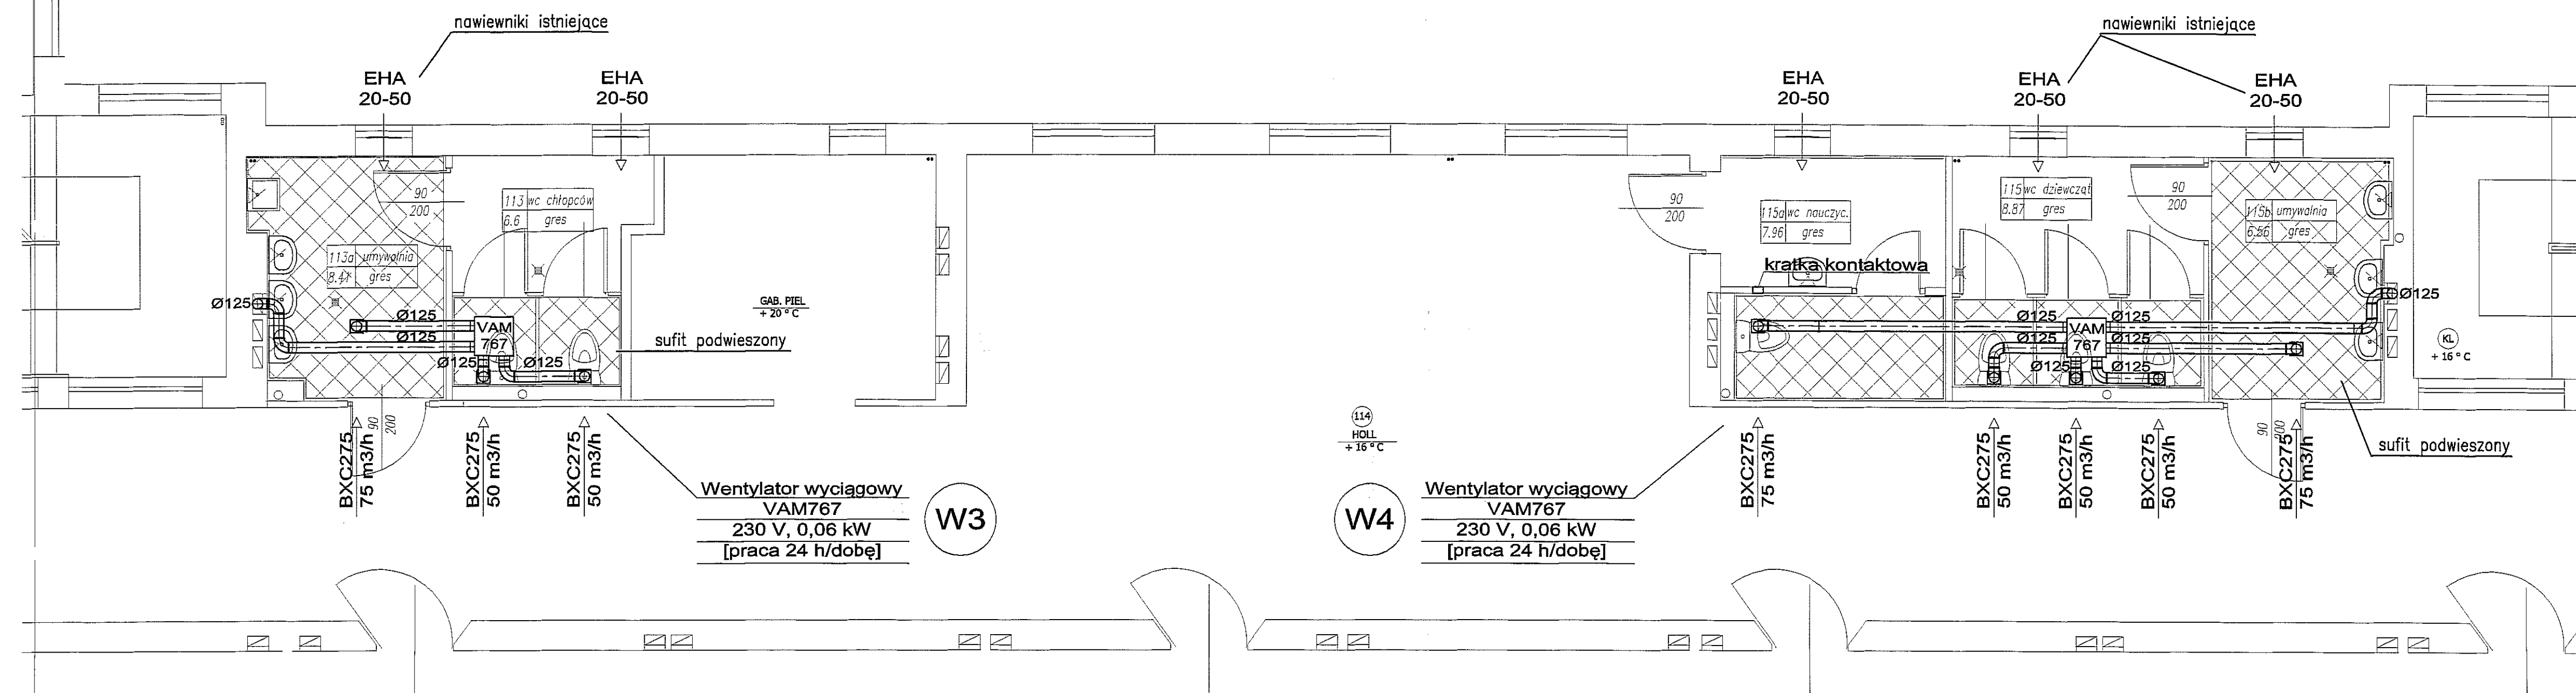 nawiewniki istniejące
nawiewniki istniejące
EHA
20-50
EHA
20-50
EHA
20-50
EHA
20-50
EHA
20-50
90
200
113 wc chłopców
6.6 gres
113a umywalnia
8.47 gres
90
200
115a wc nauczyc.
7.96 gres
115 wc dziewcząt
8.87 gres
90
200
115b umywalnia
6.56 gres
kratka kontaktowa
Ø125
Ø125
Ø125
Ø125
Ø125
VAM
767
GAB. PIEL
+ 20 ° C
sufit podwieszony
Ø125
Ø125
Ø125
Ø125
Ø125
Ø125
Ø125
VAM
767
KL
+ 16 ° C
114
HOLL
+ 16 ° C
90
200
BXC275
75 m3/h
BXC275
50 m3/h
BXC275
50 m3/h
BXC275
75 m3/h
BXC275
50 m3/h
BXC275
50 m3/h
BXC275
50 m3/h
90
200
BXC275
75 m3/h
sufit podwieszony
Wentylator wyciągowy
VAM767
230 V, 0,06 kW
[praca 24 h/dobę]
W3
W4
Wentylator wyciągowy
VAM767
230 V, 0,06 kW
[praca 24 h/dobę]